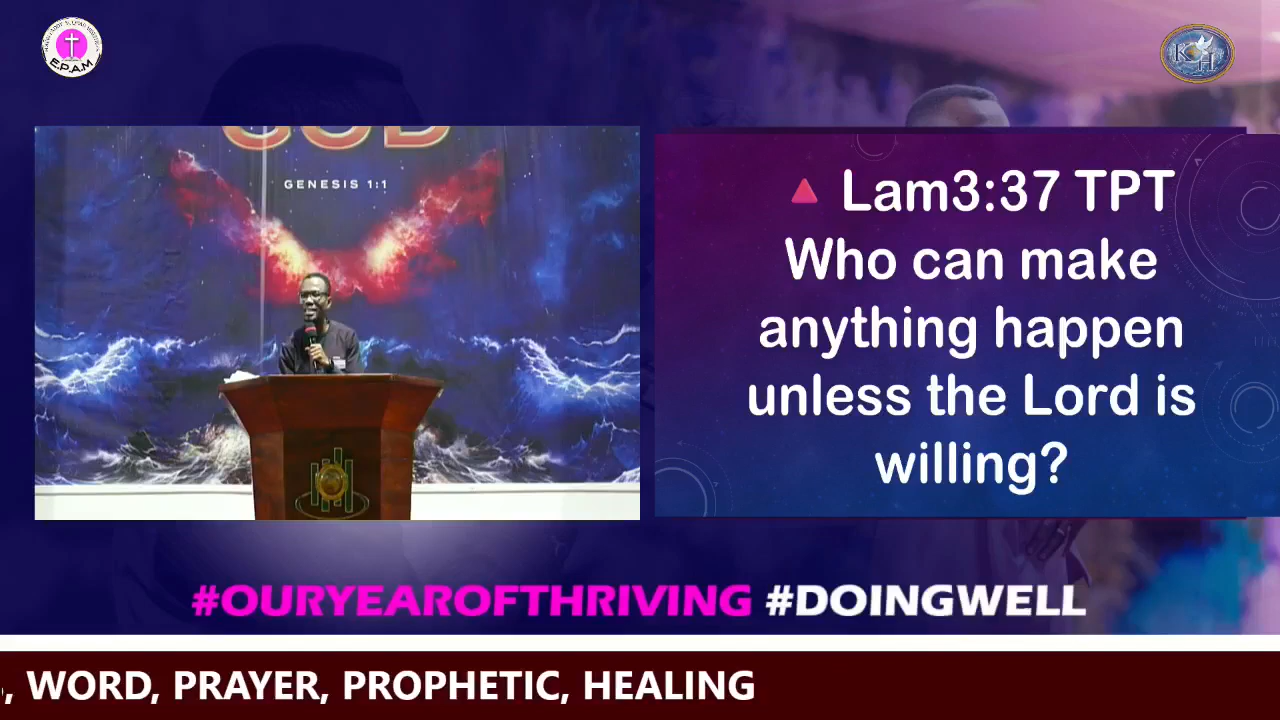 E.P.A.M
K H
GOD
GENESIS 1:1
🔺 Lam3:37 TPT
Who can make
anything happen
unless the Lord is
willing?
#OURYEAROFTHRIVING #DOINGWELL
, WORD, PRAYER, PROPHETIC, HEALING